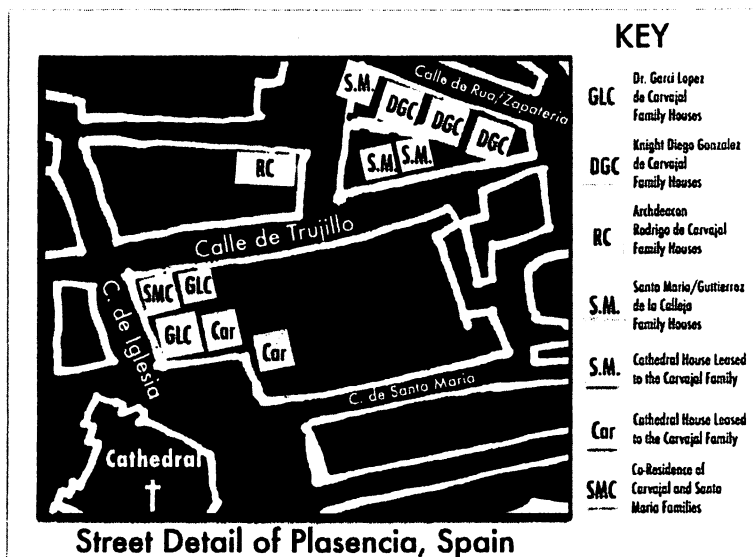 KEY
S.M.
Calle de Rua/Zapateria
DGC
DGC
DGC
S.M.
S.M.
RC
Calle de Trujillo
C. de Iglesia
SMC
GLC
GLC
Car
Car
C. de Santa Maria
Cathedral
GLC
Dr. Garci Lopez
de Carvajal
Family Houses
DGC
Knight Diego Gonzalez
de Carvajal
Family Houses
RC
Archdeacon
Rodrigo de Carvajal
Family Houses
S.M.
Santa Maria/Guttierrez
de la Calleja
Family Houses
S.M.
Cathedral House Leased
to the Carvajal Family
Car
Cathedral House Leased
to the Carvajal Family
SMC
Co-Residence of
Carvajal and Santa
Maria Families
Street Detail of Plasencia, Spain